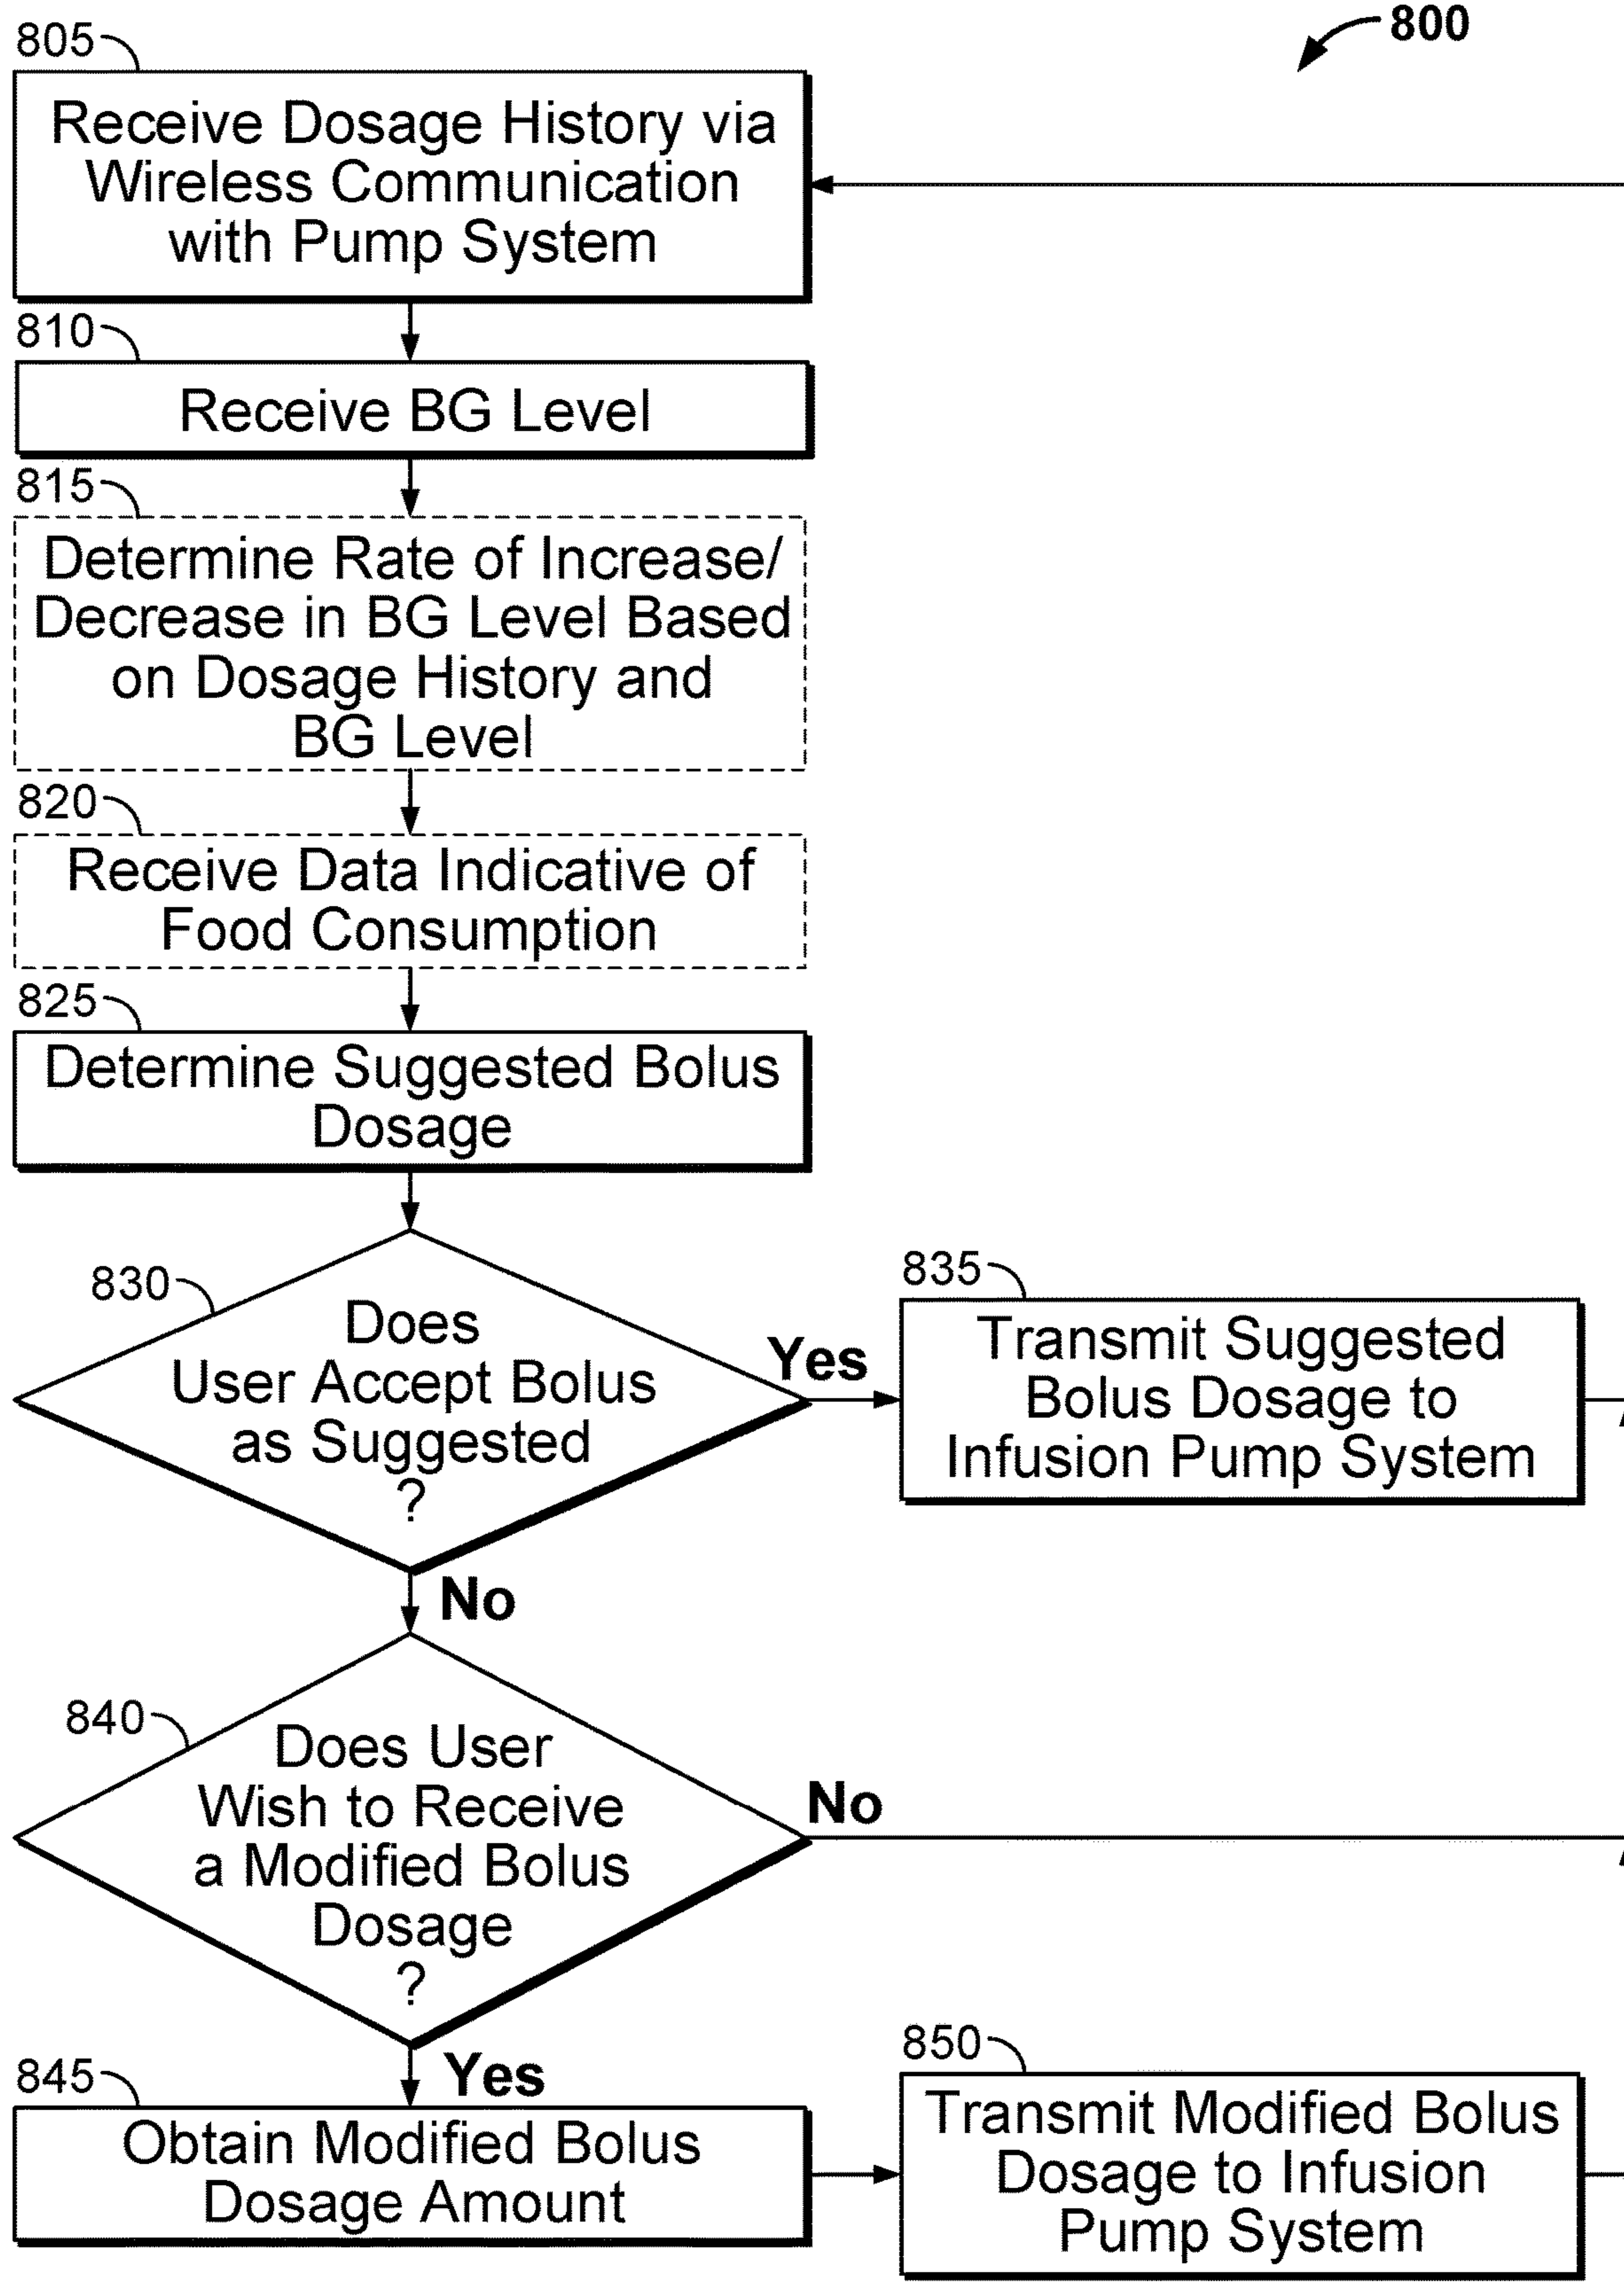 800
805
Receive Dosage History via
Wireless Communication
with Pump System
810
Receive BG Level
815
Determine Rate of Increase/
Decrease in BG Level Based
on Dosage History and
BG Level
820
Receive Data Indicative of
Food Consumption
825
Determine Suggested Bolus
Dosage
830
Does
User Accept Bolus
as Suggested
?
Yes
835
Transmit Suggested
Bolus Dosage to
Infusion Pump System
No
840
Does User
Wish to Receive
a Modified Bolus
Dosage
?
No
Yes
845
Obtain Modified Bolus
Dosage Amount
850
Transmit Modified Bolus
Dosage to Infusion
Pump System